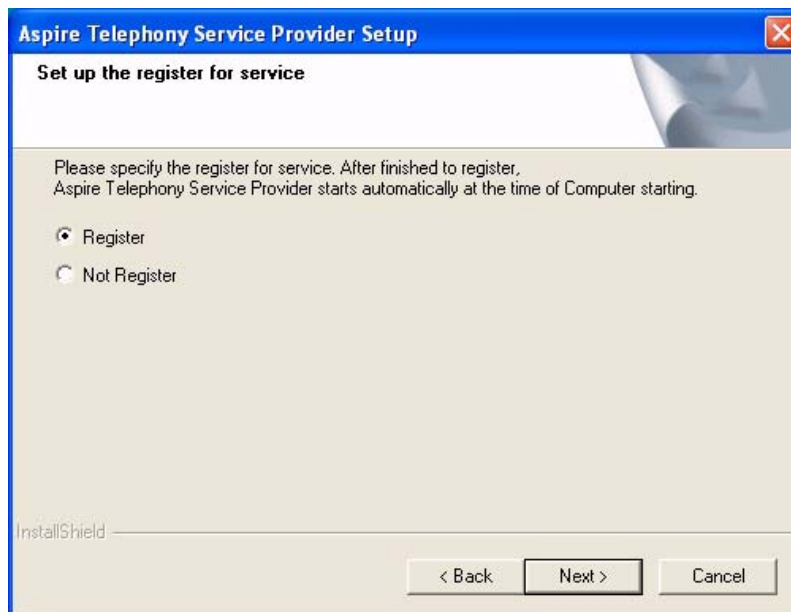 Aspire Telephony Service Provider Setup
Set up the register for service
Please specify the register for service. After finished to register,
Aspire Telephony Service Provider starts automatically at the time of Computer starting.
Register
Not Register
InstallShield
< Back Next > Cancel